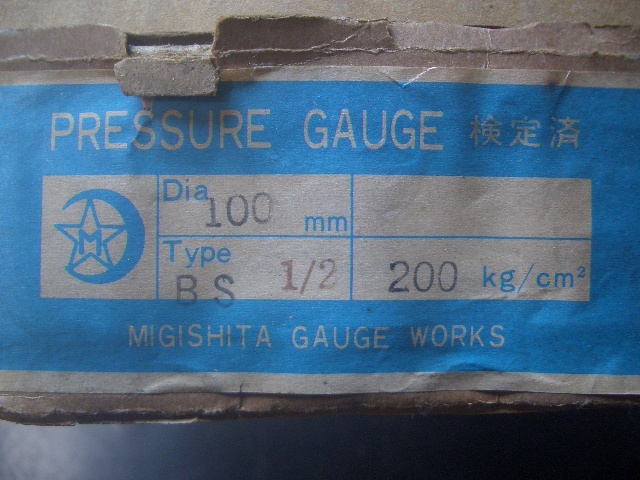 PRESSURE GAUGE 検定済
M
Dia 100 mm
Type BS 1/2 200 kg/cm²
MIGISHITA GAUGE WORKS